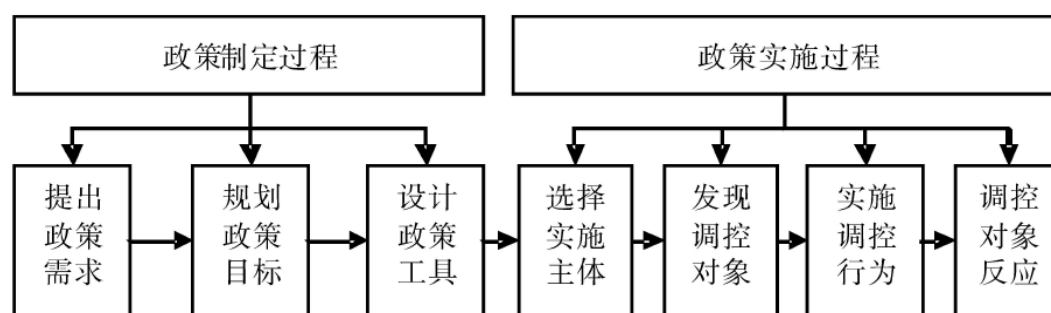 政策制定过程
政策实施过程
提出
政策
需求
规划
政策
目标
设计
政策
工具
选择
实施
主体
发现
调控
对象
实施
调控
行为
调控
对象
反应